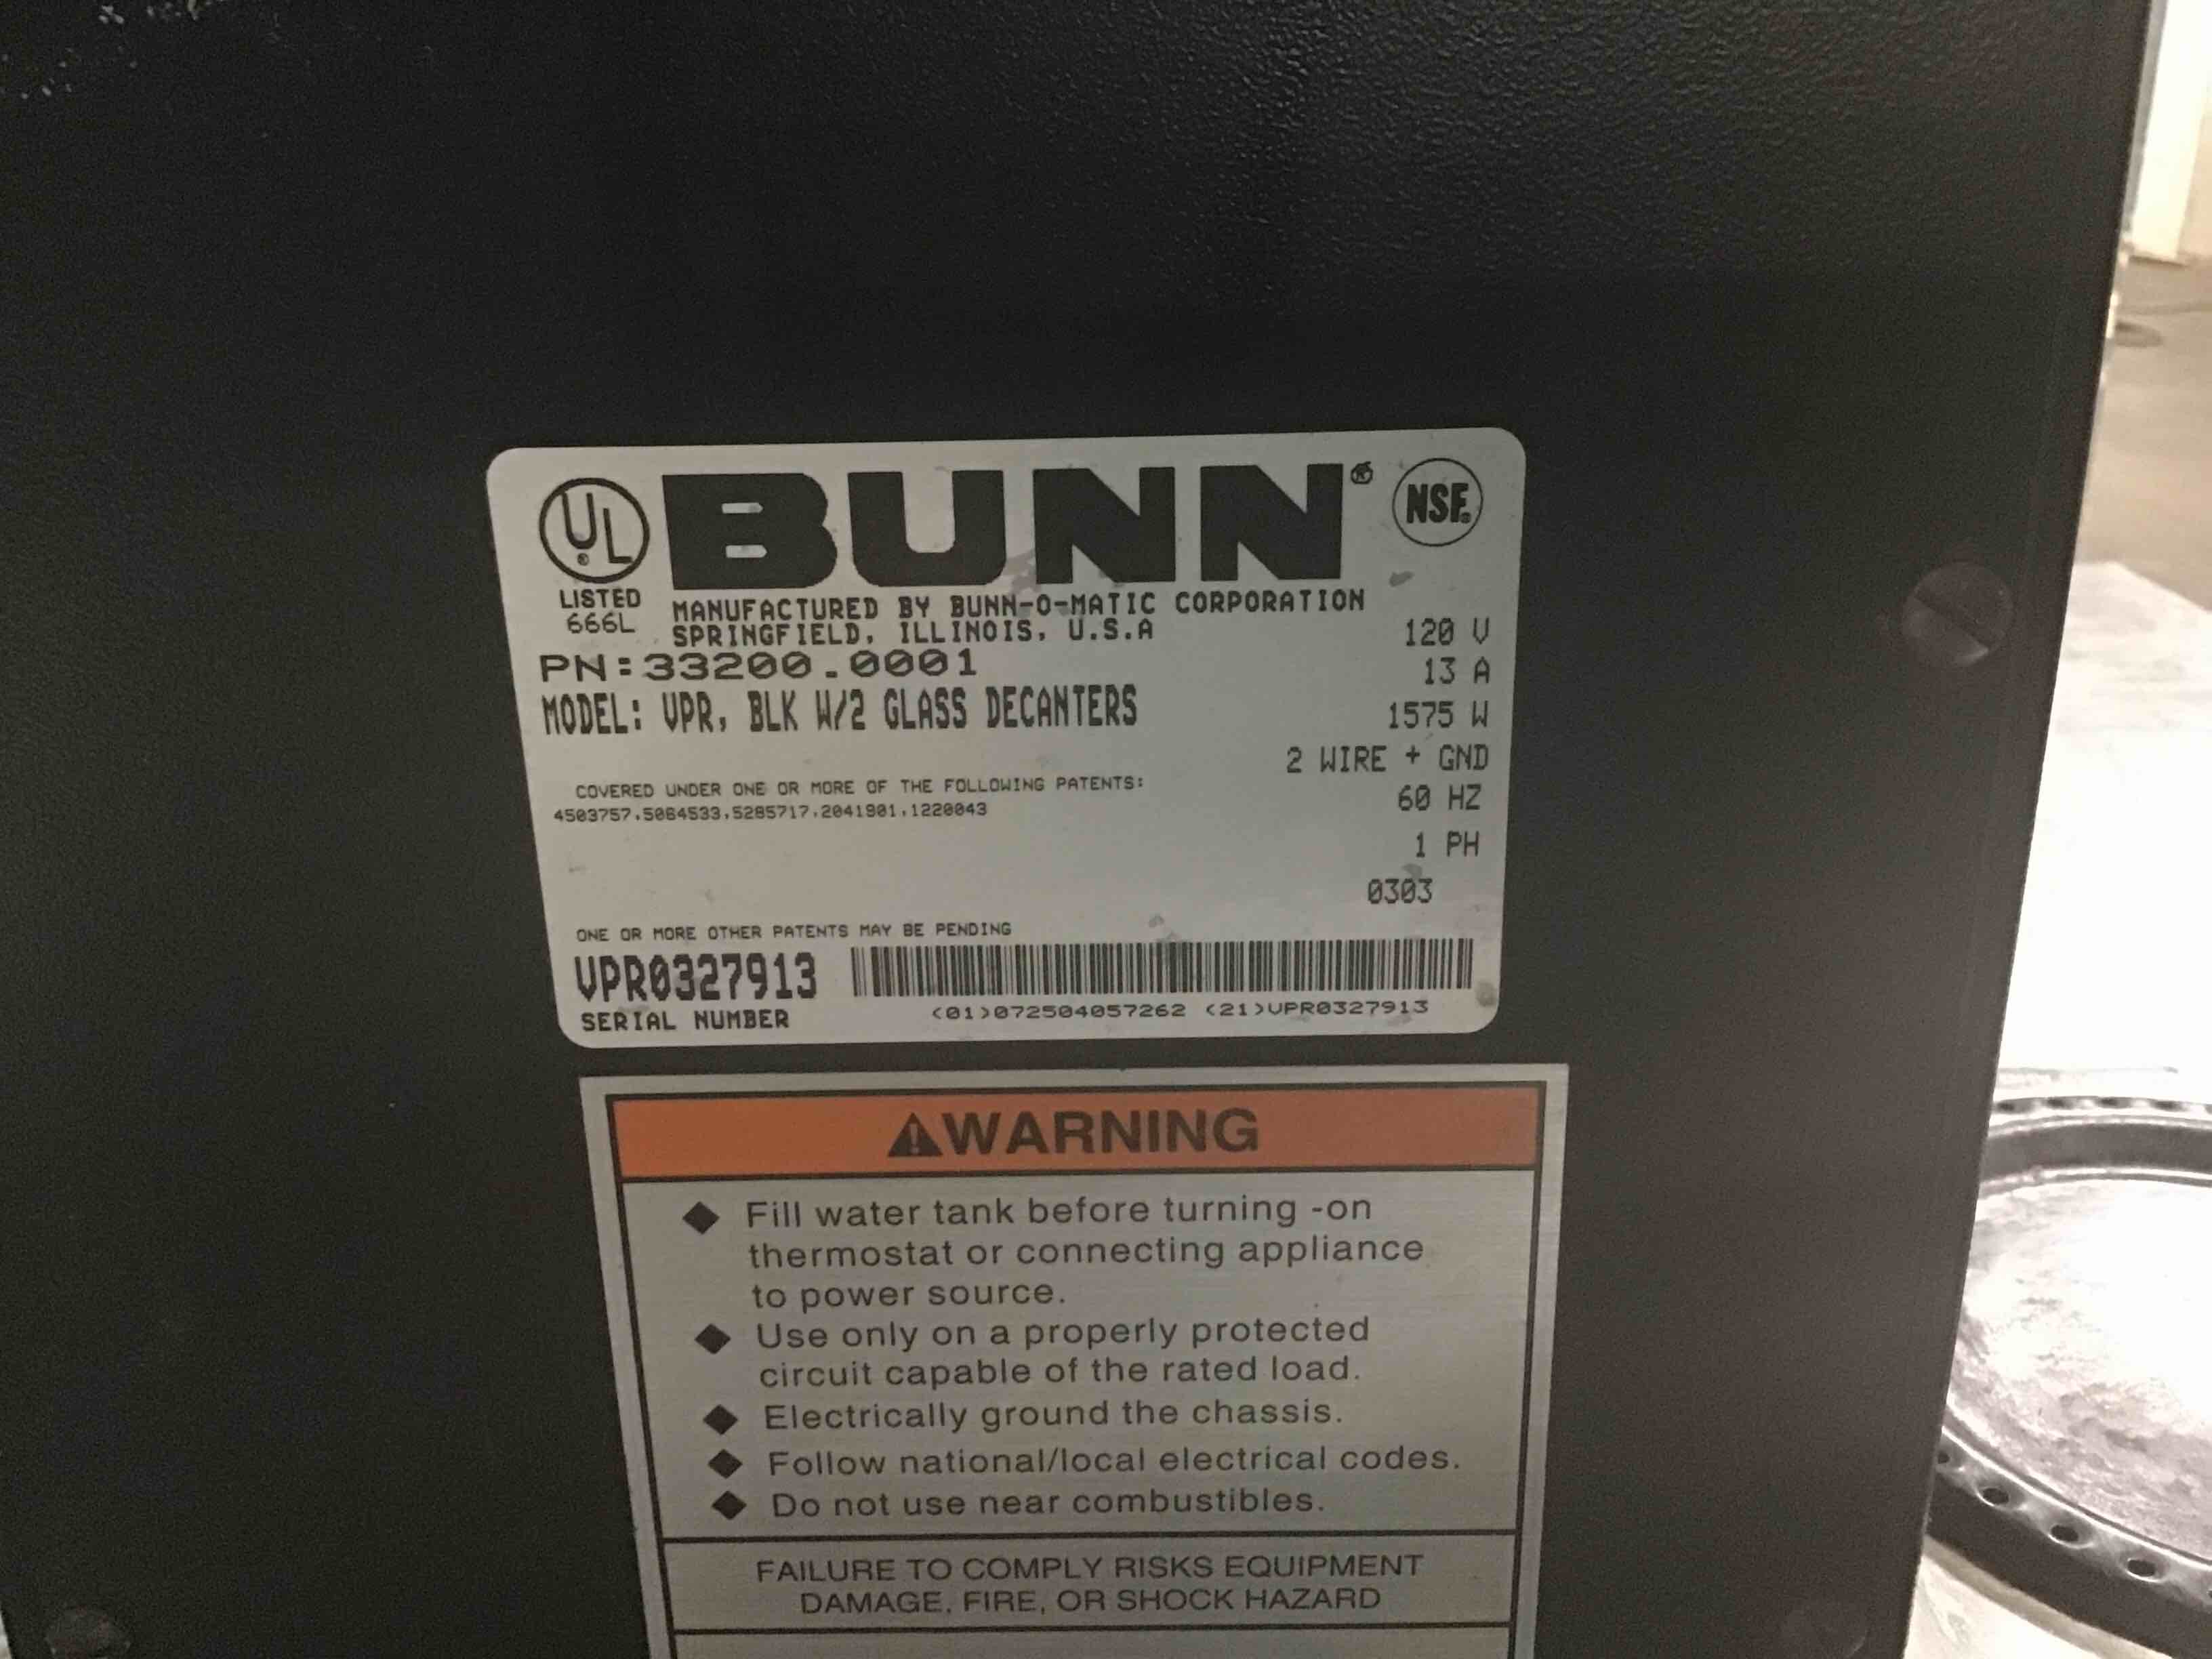 UL
LISTED
666L
BUNN®
NSF®
MANUFACTURED BY BUNN-O-MATIC CORPORATION
SPRINGFIELD, ILLINOIS, U.S.A
PN:33200.0001
MODEL: VPR, BLK W/2 GLASS DECANTERS
120 V
13 A
1575 W
2 WIRE + GND
60 HZ
1 PH
0303
COVERED UNDER ONE OR MORE OF THE FOLLOWING PATENTS:
4503757,5064533,5285717,2041901,1220043
ONE OR MORE OTHER PATENTS MAY BE PENDING
VPR0327913
SERIAL NUMBER
(01)072504057262 (21)VPR0327913
WARNING
Fill water tank before turning -on
thermostat or connecting appliance
to power source.
Use only on a properly protected
circuit capable of the rated load.
Electrically ground the chassis.
Follow national/local electrical codes.
Do not use near combustibles.
FAILURE TO COMPLY RISKS EQUIPMENT
DAMAGE, FIRE, OR SHOCK HAZARD